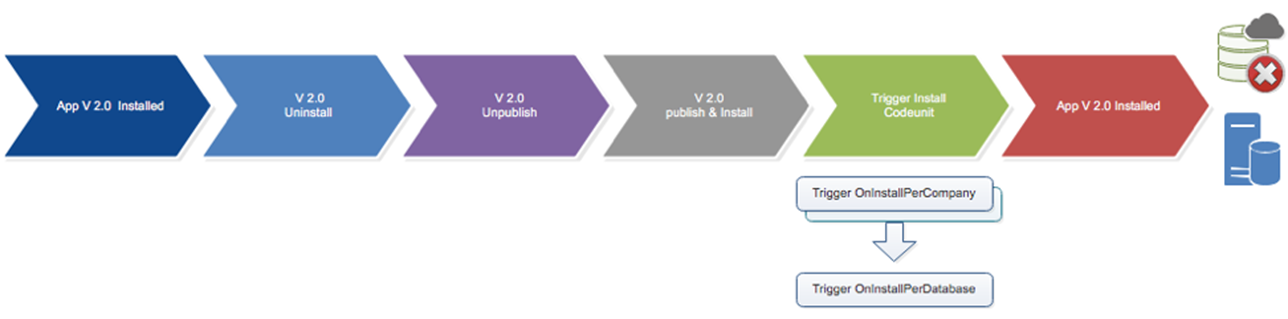 App V 2.0 Installed
V 2.0
Uninstall
V 2.0
Unpublish
V 2.0
publish & Install
Trigger Install
Codeunit
App V 2.0 Installed
Trigger OnInstallPerCompany
Trigger OnInstallPerDatabase